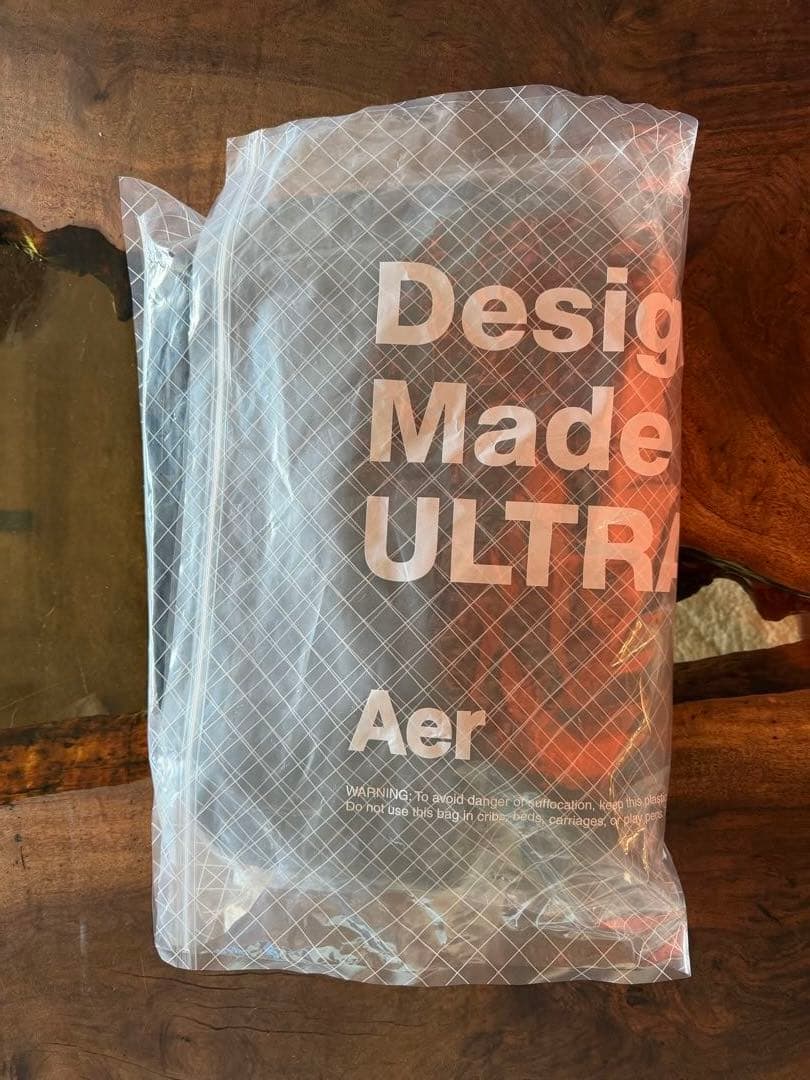 Desig
Made
ULTRA
Aer
WARNING: To avoid danger of suffocation, keep this plastic
Do not use this bag in cribs, beds, carriages, or play pens.